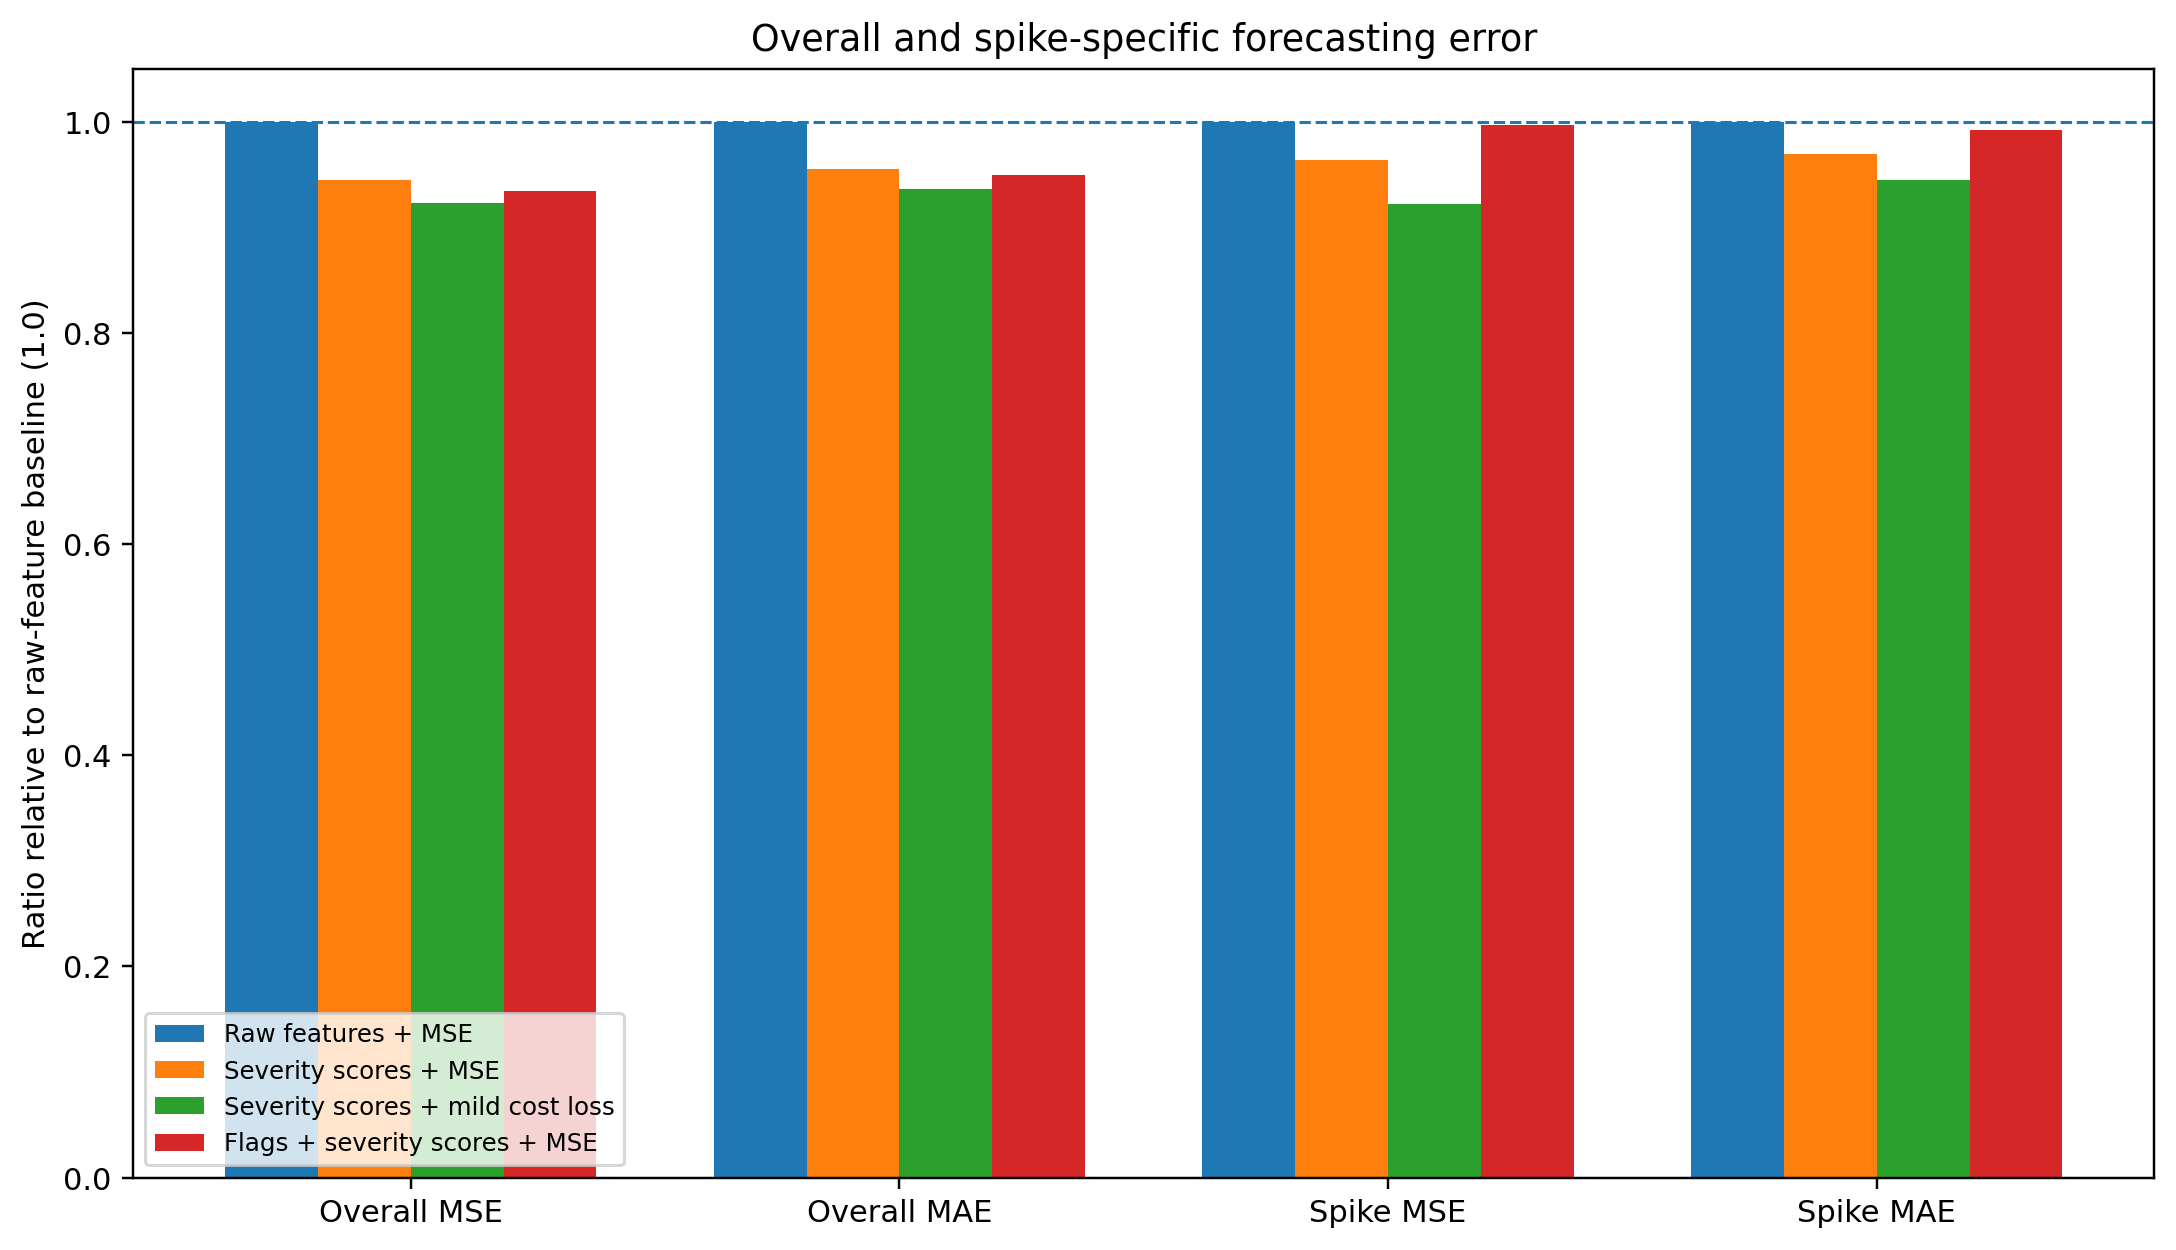 Overall and spike-specific forecasting error
Ratio relative to raw-feature baseline (1.0)
1.0
0.8
0.6
0.4
0.2
0.0
Raw features + MSE
Severity scores + MSE
Severity scores + mild cost loss
Flags + severity scores + MSE
Overall MSE
Overall MAE
Spike MSE
Spike MAE